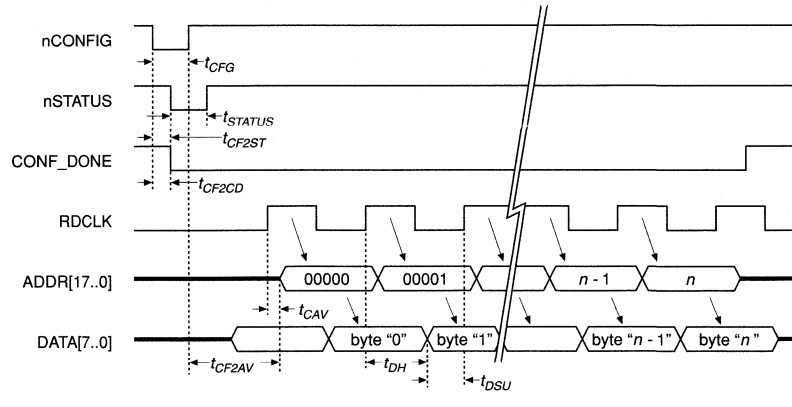 nCONFIG
tCFG
nSTATUS
tSTATUS
tCF2ST
CONF_DONE
tCF2CD
RDCLK
ADDR[17..0] 00000 00001 n - 1 n
tCAV
DATA[7..0] byte “0” byte “1” byte “n - 1” byte “n”
tCF2AV tDH tDSU